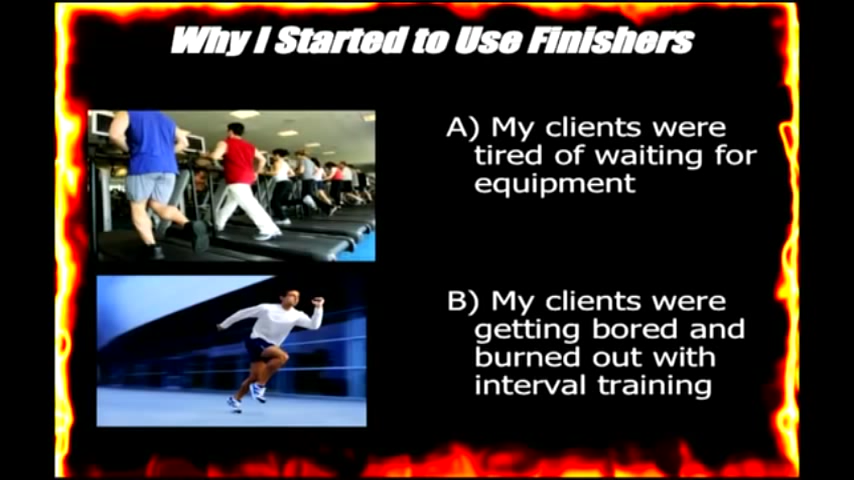 Why I Started to Use Finishers
A) My clients were
tired of waiting for
equipment
B) My clients were
getting bored and
burned out with
interval training